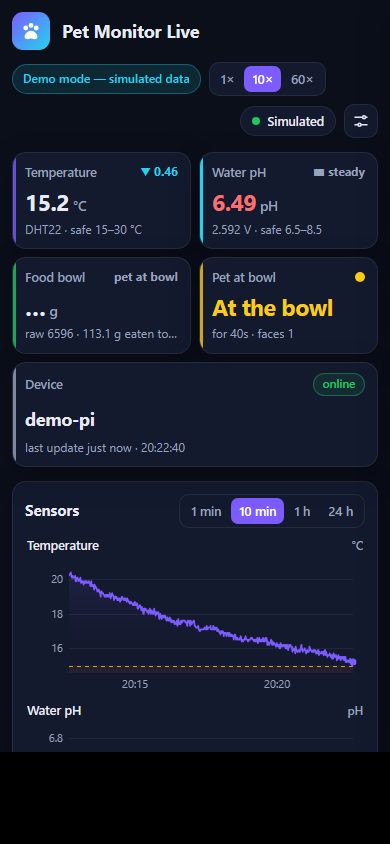 Pet Monitor Live
Demo mode — simulated data
1× 10× 60×
Simulated
Temperature ▼ 0.46
15.2 °C
DHT22 · safe 15–30 °C
Water pH steady
6.49 pH
2.592 V · safe 6.5–8.5
Food bowl pet at bowl
... g
raw 6596 · 113.1 g eaten to...
Pet at bowl
At the bowl
for 40s · faces 1
Device online
demo-pi
last update just now · 20:22:40
Sensors 1 min 10 min 1 h 24 h
Temperature °C
20
18
16
20:15 20:20
Water pH pH
6.8